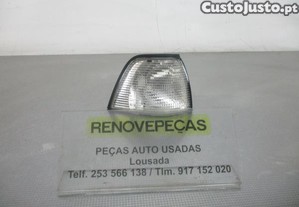 CustoJusto.pt
RENOVEPEÇAS
PEÇAS AUTO USADAS
Lousada
Telf. 253 566 138 / Tlm. 917 152 020